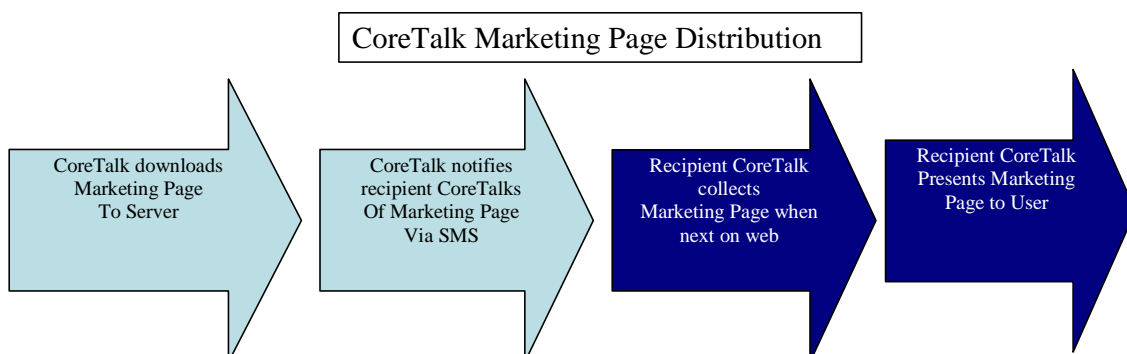 CoreTalk Marketing Page Distribution
CoreTalk downloads
Marketing Page
To Server
CoreTalk notifies
recipient CoreTalks
Of Marketing Page
Via SMS
Recipient CoreTalk
collects
Marketing Page when
next on web
Recipient CoreTalk
Presents Marketing
Page to User